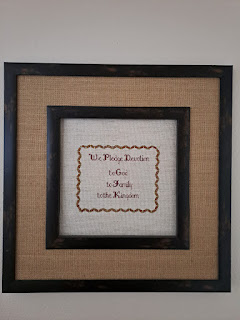 We Pledge Devotion
to God
to Family
to the Kingdom